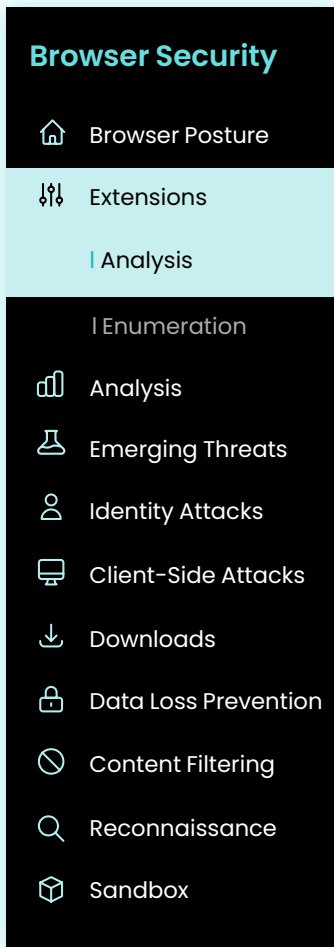 Browser Security
Browser Posture
Extensions
| Analysis
| Enumeration
Analysis
Emerging Threats
Identity Attacks
Client-Side Attacks
Downloads
Data Loss Prevention
Content Filtering
Reconnaissance
Sandbox